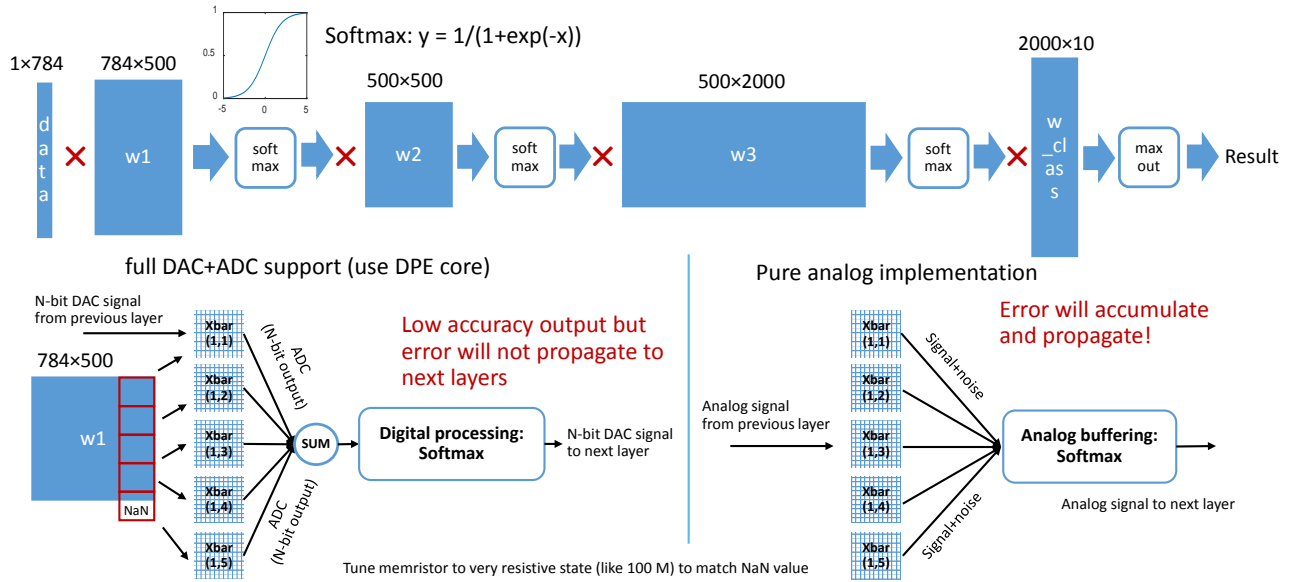 Softmax: y = 1/(1+exp(-x))
1.0
0.5
0.0
-5
0
5
1×784
784×500
500×500
500×2000
2000×10
d
a
t
a
w1
soft
max
w2
soft
max
w3
soft
max
w
_cl
as
s
max
out
Result
full DAC+ADC support (use DPE core)
N-bit DAC signal
from previous layer
784×500
w1
NaN
Xbar
(1,1)
Xbar
(1,2)
Xbar
(1,3)
Xbar
(1,4)
Xbar
(1,5)
ADC
(N-bit output)
ADC
(N-bit output)
SUM
Low accuracy output but
error will not propagate to
next layers
Digital processing:
Softmax
N-bit DAC signal
to next layer
Pure analog implementation
Error will accumulate
and propagate!
Analog signal
from previous layer
Xbar
(1,1)
Xbar
(1,2)
Xbar
(1,3)
Xbar
(1,4)
Xbar
(1,5)
Signal+noise
Signal+noise
Analog buffering:
Softmax
Analog signal to next layer
Tune memristor to very resistive state (like 100 M) to match NaN value